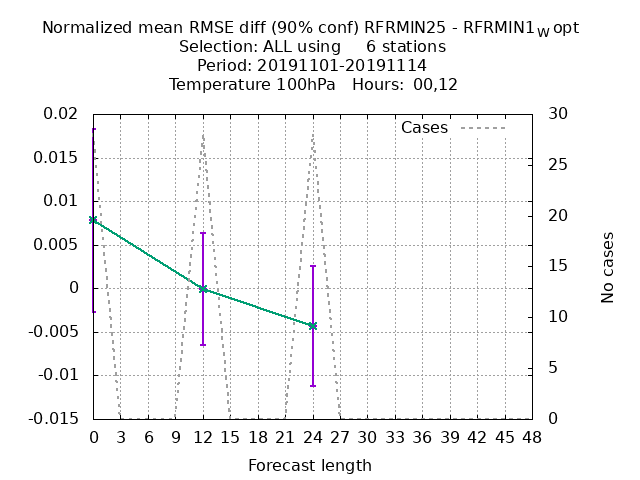 Normalized mean RMSE diff (90% conf) RFRMIN25 - RFRMIN1W opt
Selection: ALL using 6 stations
Period: 20191101-20191114
Temperature 100hPa Hours: 00,12
Cases
0.02
0.015
0.01
0.005
0
-0.005
-0.01
-0.015
30
25
20
15
10
5
0
No cases
0 3 6 9 12 15 18 21 24 27 30 33 36 39 42 45 48
Forecast length